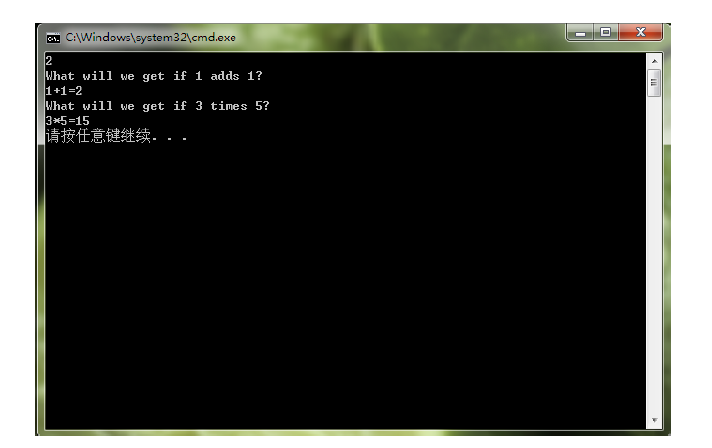 C:\Windows\system32\cmd.exe
2
What will we get if 1 adds 1?
1+1=2
What will we get if 3 times 5?
3*5=15
请按任意键继续. . .